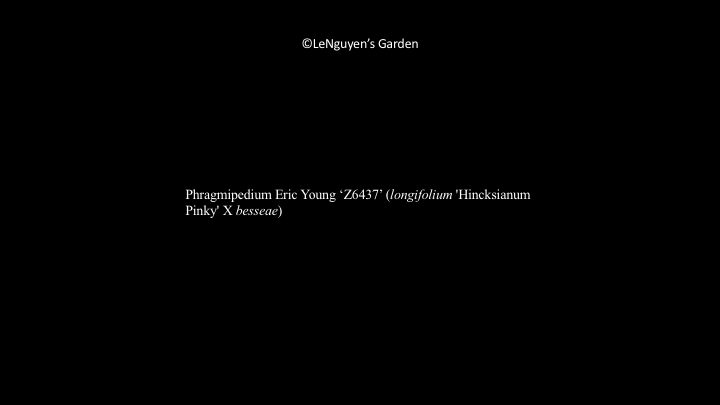 ©LeNguyen’s Garden
Phragmipedium Eric Young ‘Z6437’ (longifolium 'Hincksianum
Pinky' X besseae)